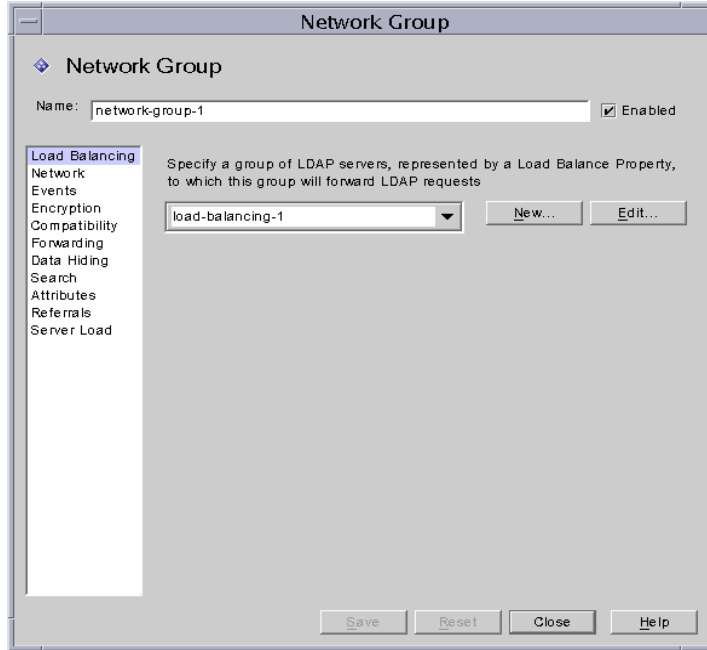 Network Group
Network Group
Name: network-group-1 Enabled
Load Balancing
Network
Events
Encryption
Compatibility
Forwarding
Data Hiding
Search
Attributes
Referrals
Server Load
Specify a group of LDAP servers, represented by a Load Balance Property,
to which this group will forward LDAP requests
load-balancing-1 New... Edit...
Save Reset Close Help